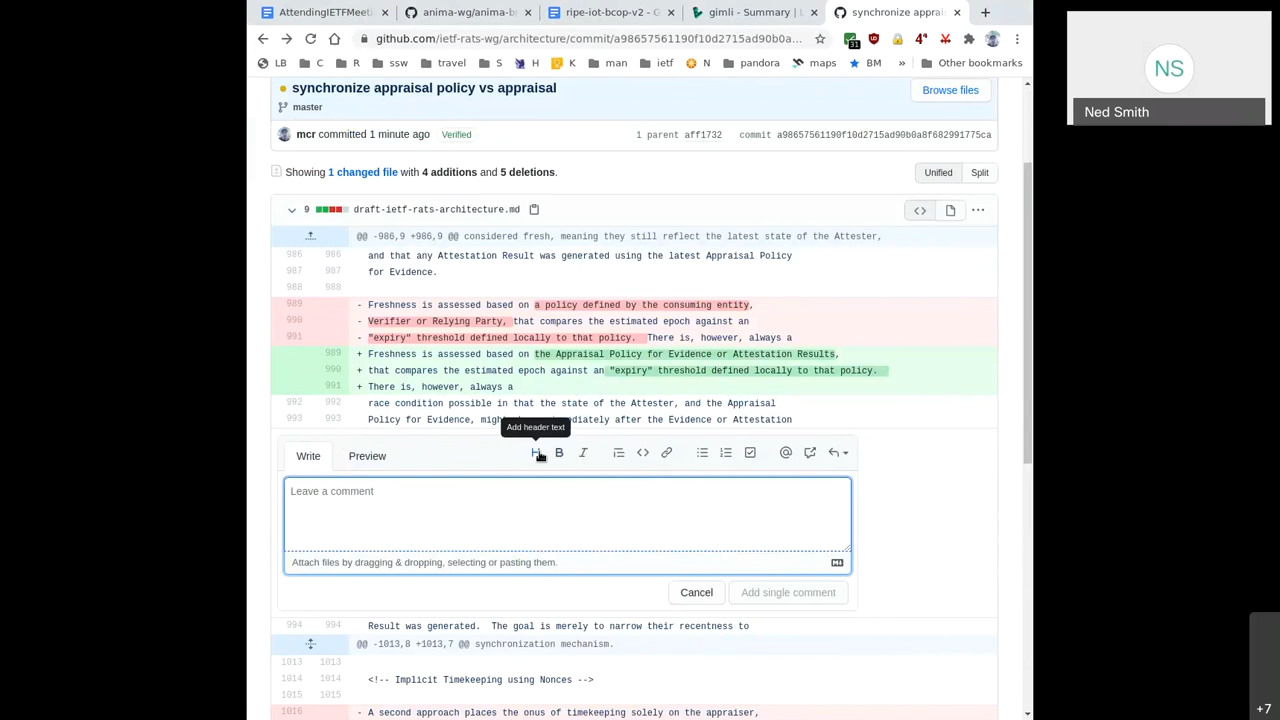 AttendingIETFMeeti
anima-wg/anima-b
ripe-iot-bcop-v2 - G
gimli - Summary | L
synchronize apprais
github.com/ietf-rats-wg/architecture/commit/a98657561190f10d2715ad90b0a...
31
LB C R ssw travel S H K man ietf N pandora maps BM » Other bookmarks
synchronize appraisal policy vs appraisal
Browse files
master
mcr committed 1 minute ago Verified 1 parent aff1732 commit a98657561190f10d2715ad90b0a8f682991775ca
Showing 1 changed file with 4 additions and 5 deletions.
Unified Split
9 draft-ietf-rats-architecture.md
@@ -986,9 +986,9 @@ considered fresh, meaning they still reflect the latest state of the Attester,
986 986 and that any Attestation Result was generated using the latest Appraisal Policy
987 987 for Evidence.
988 988
989 - Freshness is assessed based on a policy defined by the consuming entity,
990 - Verifier or Relying Party, that compares the estimated epoch against an
991 - "expiry" threshold defined locally to that policy. There is, however, always a
989 + Freshness is assessed based on the Appraisal Policy for Evidence or Attestation Results,
990 + that compares the estimated epoch against an "expiry" threshold defined locally to that policy.
991 + There is, however, always a
992 992 race condition possible in that the state of the Attester, and the Appraisal
993 993 Policy for Evidence, migh ediately after the Evidence or Attestation
Add header text
Write Preview H B I
Leave a comment
Attach files by dragging & dropping, selecting or pasting them.
Cancel Add single comment
994 994 Result was generated. The goal is merely to narrow their recentness to
@@ -1013,8 +1013,7 @@ synchronization mechanism.
1013 1013
1014 1014 <!-- Implicit Timekeeping using Nonces -->
1015 1015
1016 - A second approach places the onus of timekeeping solely on the appraiser,
NS
Ned Smith
+7